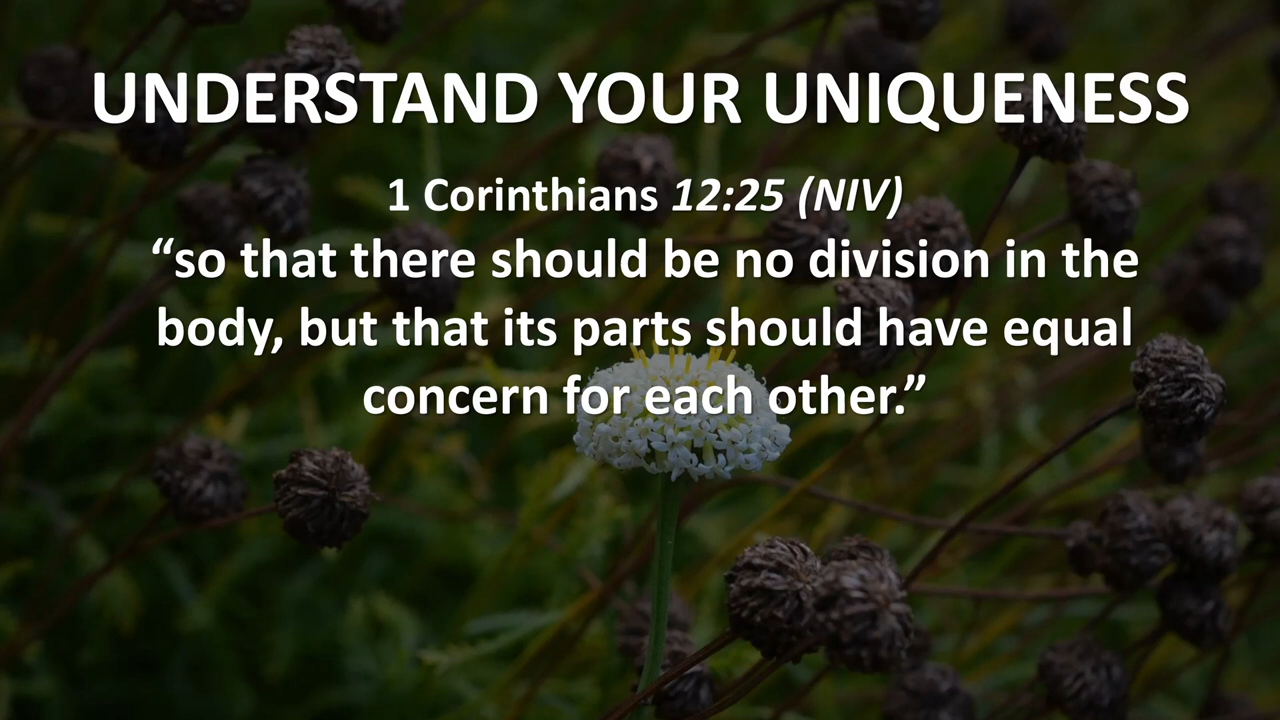 UNDERSTAND YOUR UNIQUENESS
1 Corinthians 12:25 (NIV)
“so that there should be no division in the
body, but that its parts should have equal
concern for each other.”